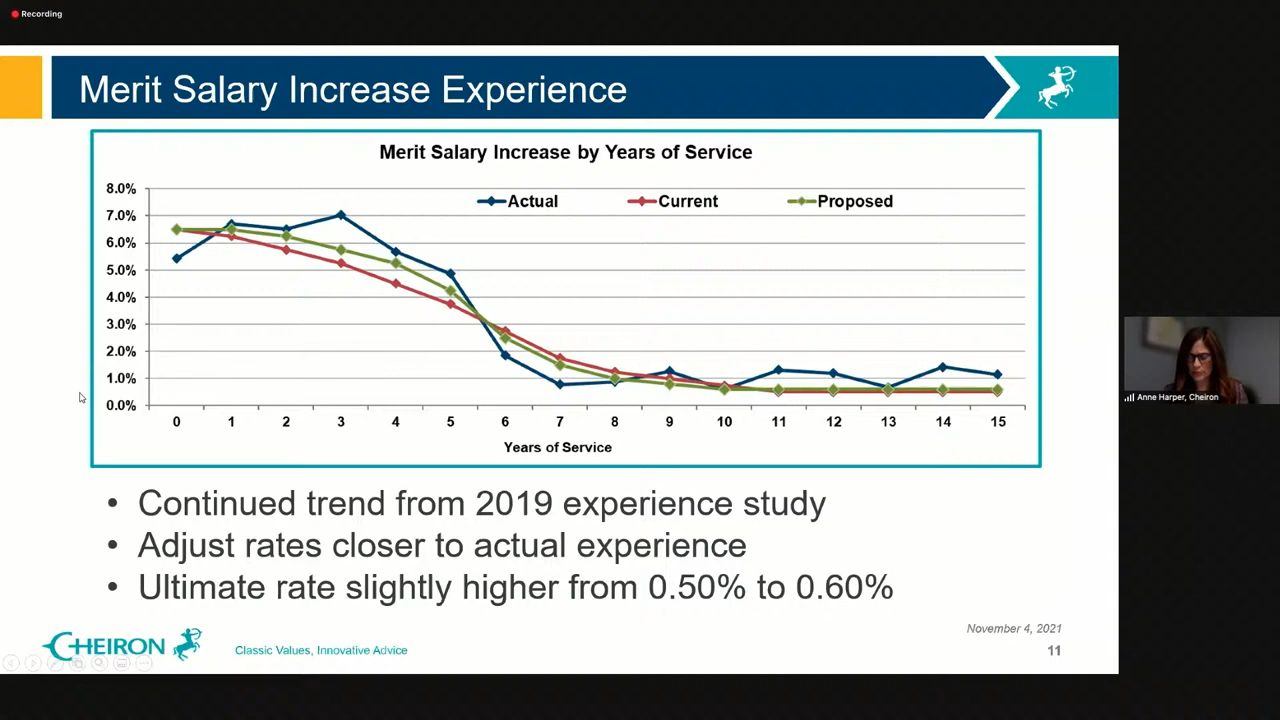 Recording
Merit Salary Increase Experience
Merit Salary Increase by Years of Service
Actual Current Proposed
8.0%
7.0%
6.0%
5.0%
4.0%
3.0%
2.0%
1.0%
0.0%
0 1 2 3 4 5 6 7 8 9 10 11 12 13 14 15
Years of Service
Anne Harper, Cheiron
• Continued trend from 2019 experience study
• Adjust rates closer to actual experience
• Ultimate rate slightly higher from 0.50% to 0.60%
November 4, 2021
CHEIRON
Classic Values, Innovative Advice
11